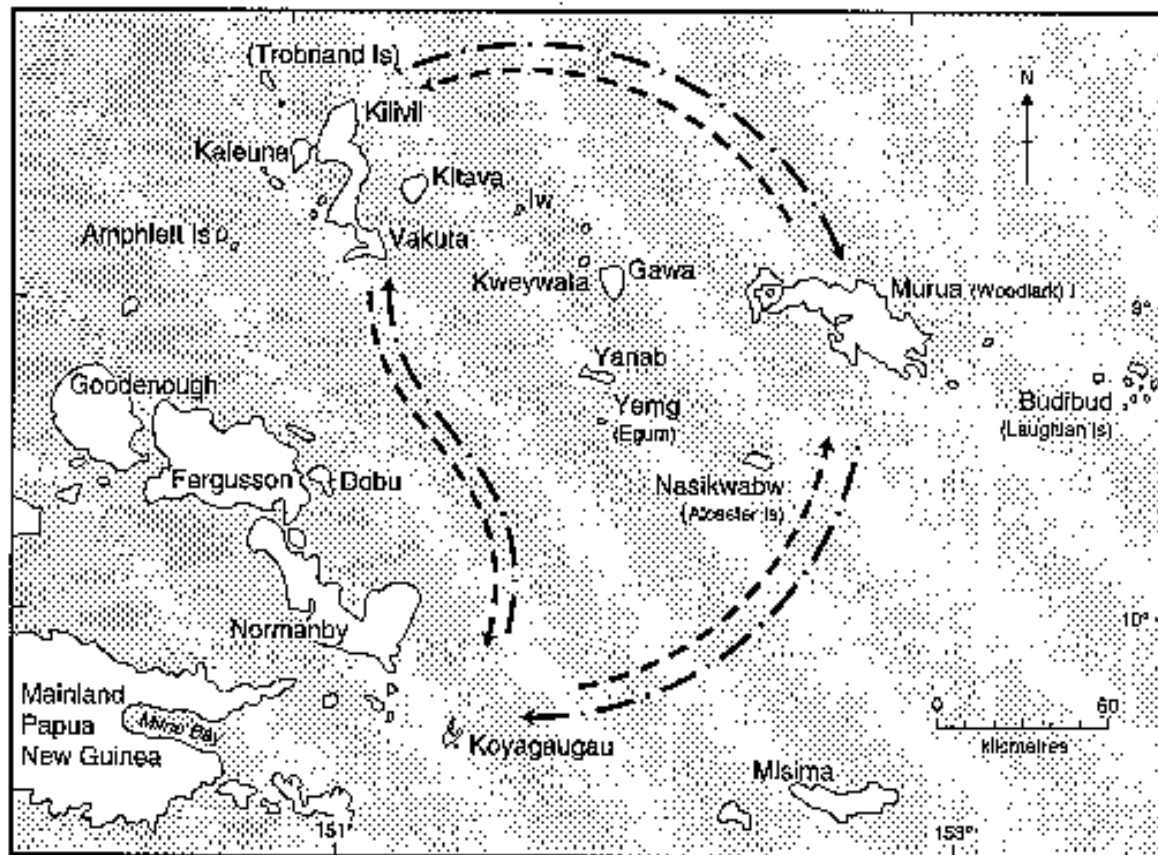 (Trobnand Is)
N
Kilivil
Kaleuna
Kitava
Iw
Amphlett Is
Vakuta
Kweywata
Gawa
Murua (Woodlark) I
9°
Yanab
Goodenough
Yemg
(Egum)
Budibud
(Laughlan Is)
Fergusson
Dobu
Nasikwabw
(Alcester Is)
Normanby
10°
Mainland
Papua
New Guinea
Milne Bay
0 60
kilometres
Koyagaugau
Misima
151°
153°